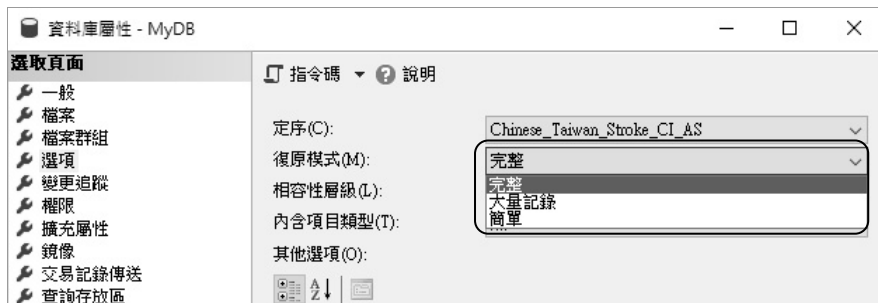 資料庫屬性 - MyDB
選取頁面
一般
檔案
檔案群組
選項
變更追蹤
權限
擴充屬性
鏡像
交易記錄傳送
查詢存放區
指令碼 說明
定序(C): Chinese_Taiwan_Stroke_CI_AS
復原模式(M): 完整
完整
大量記錄
簡單
相容性層級(L):
內含項目類型(T):
其他選項(O):